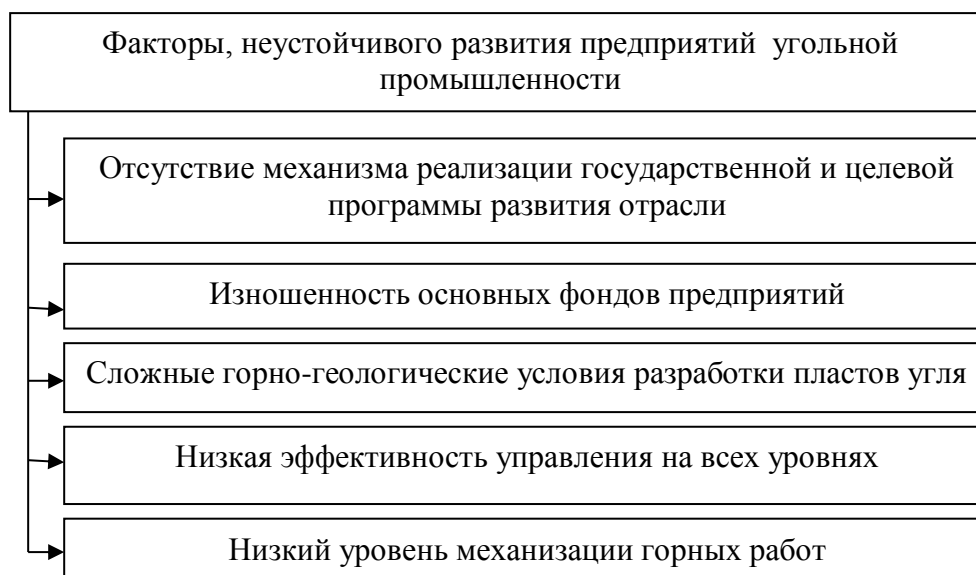 Факторы, неустойчивого развития предприятий угольной
промышленности
Отсутствие механизма реализации государственной и целевой
программы развития отрасли
Изношенность основных фондов предприятий
Сложные горно-геологические условия разработки пластов угля
Низкая эффективность управления на всех уровнях
Низкий уровень механизации горных работ